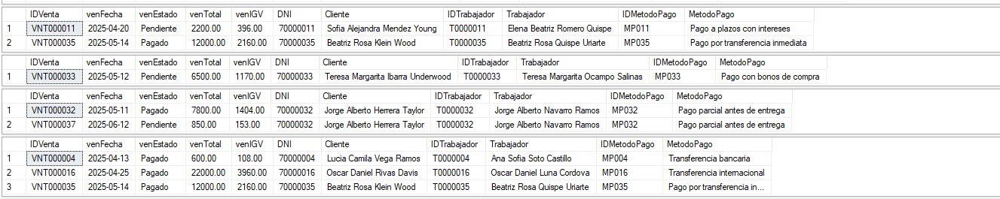 IDVenta venFecha venEstado venTotal venIGV DNI Cliente IDTrabajador Trabajador IDMetodoPago MetodoPago
1 VNT000011 2025-04-20 Pendiente 2200.00 396.00 70000011 Sofia Alejandra Mendez Young T0000011 Elena Beatriz Romero Quispe MP011 Pago a plazos con intereses
2 VNT000035 2025-05-14 Pagado 12000.00 2160.00 70000035 Beatriz Rosa Klein Wood T0000035 Beatriz Rosa Quispe Uriarte MP035 Pago por transferencia inmediata
IDVenta venFecha venEstado venTotal venIGV DNI Cliente IDTrabajador Trabajador IDMetodoPago MetodoPago
1 VNT000033 2025-05-12 Pendiente 6500.00 1170.00 70000033 Teresa Margarita Ibarra Underwood T0000033 Teresa Margarita Ocampo Salinas MP033 Pago con bonos de compra
IDVenta venFecha venEstado venTotal venIGV DNI Cliente IDTrabajador Trabajador IDMetodoPago MetodoPago
1 VNT000032 2025-05-11 Pagado 7800.00 1404.00 70000032 Jorge Alberto Herrera Taylor T0000032 Jorge Alberto Navarro Ramos MP032 Pago parcial antes de entrega
2 VNT000037 2025-06-12 Pendiente 850.00 153.00 70000032 Jorge Alberto Herrera Taylor T0000032 Jorge Alberto Navarro Ramos MP032 Pago parcial antes de entrega
IDVenta venFecha venEstado venTotal venIGV DNI Cliente IDTrabajador Trabajador IDMetodoPago MetodoPago
1 VNT000004 2025-04-13 Pagado 600.00 108.00 70000004 Lucia Camila Vega Ramos T0000004 Ana Sofia Soto Castillo MP004 Transferencia bancaria
2 VNT000016 2025-04-25 Pagado 22000.00 3960.00 70000016 Oscar Daniel Rivas Davis T0000016 Oscar Daniel Luna Cordova MP016 Transferencia internacional
3 VNT000035 2025-05-14 Pagado 12000.00 2160.00 70000035 Beatriz Rosa Klein Wood T0000035 Beatriz Rosa Quispe Uriarte MP035 Pago por transferencia in...